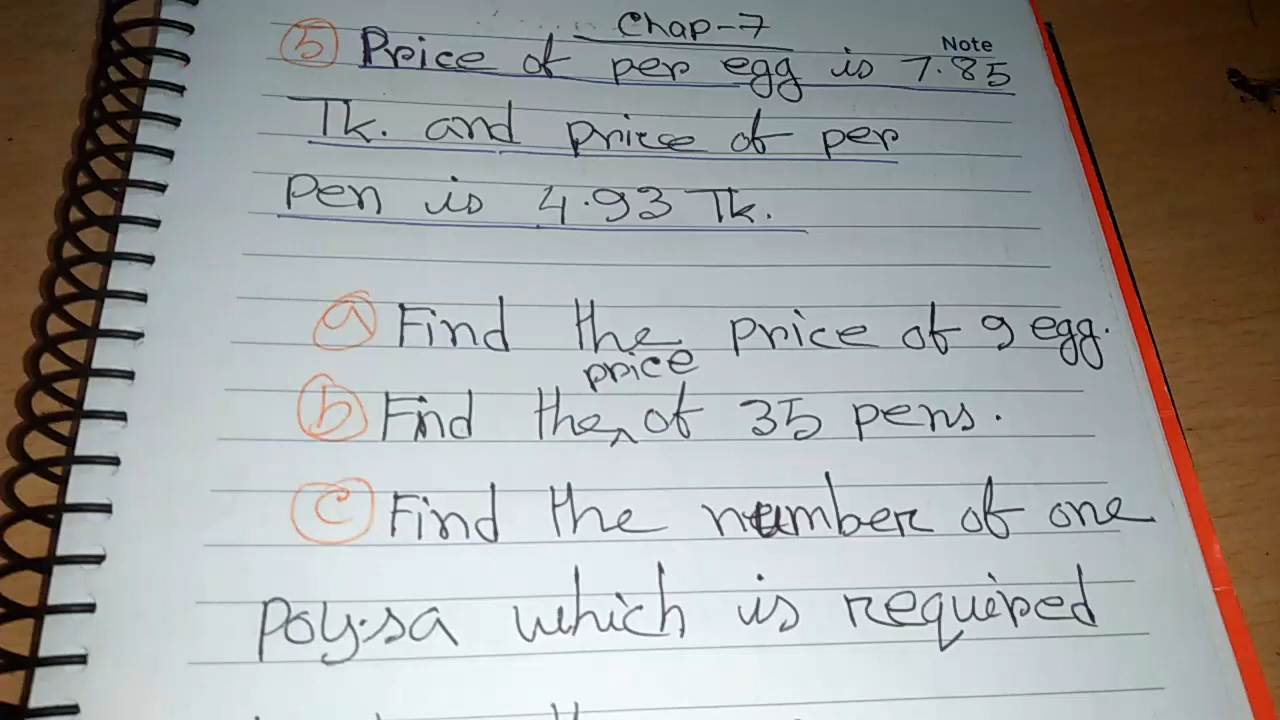 Chap-7
Note
5 Price of per egg is 7.85
Tk. and price of per
Pen is 4.93 Tk.
a Find the price of 9 egg.
price
b Find the ^ of 35 pens.
c Find the number of one
Poysa which is required